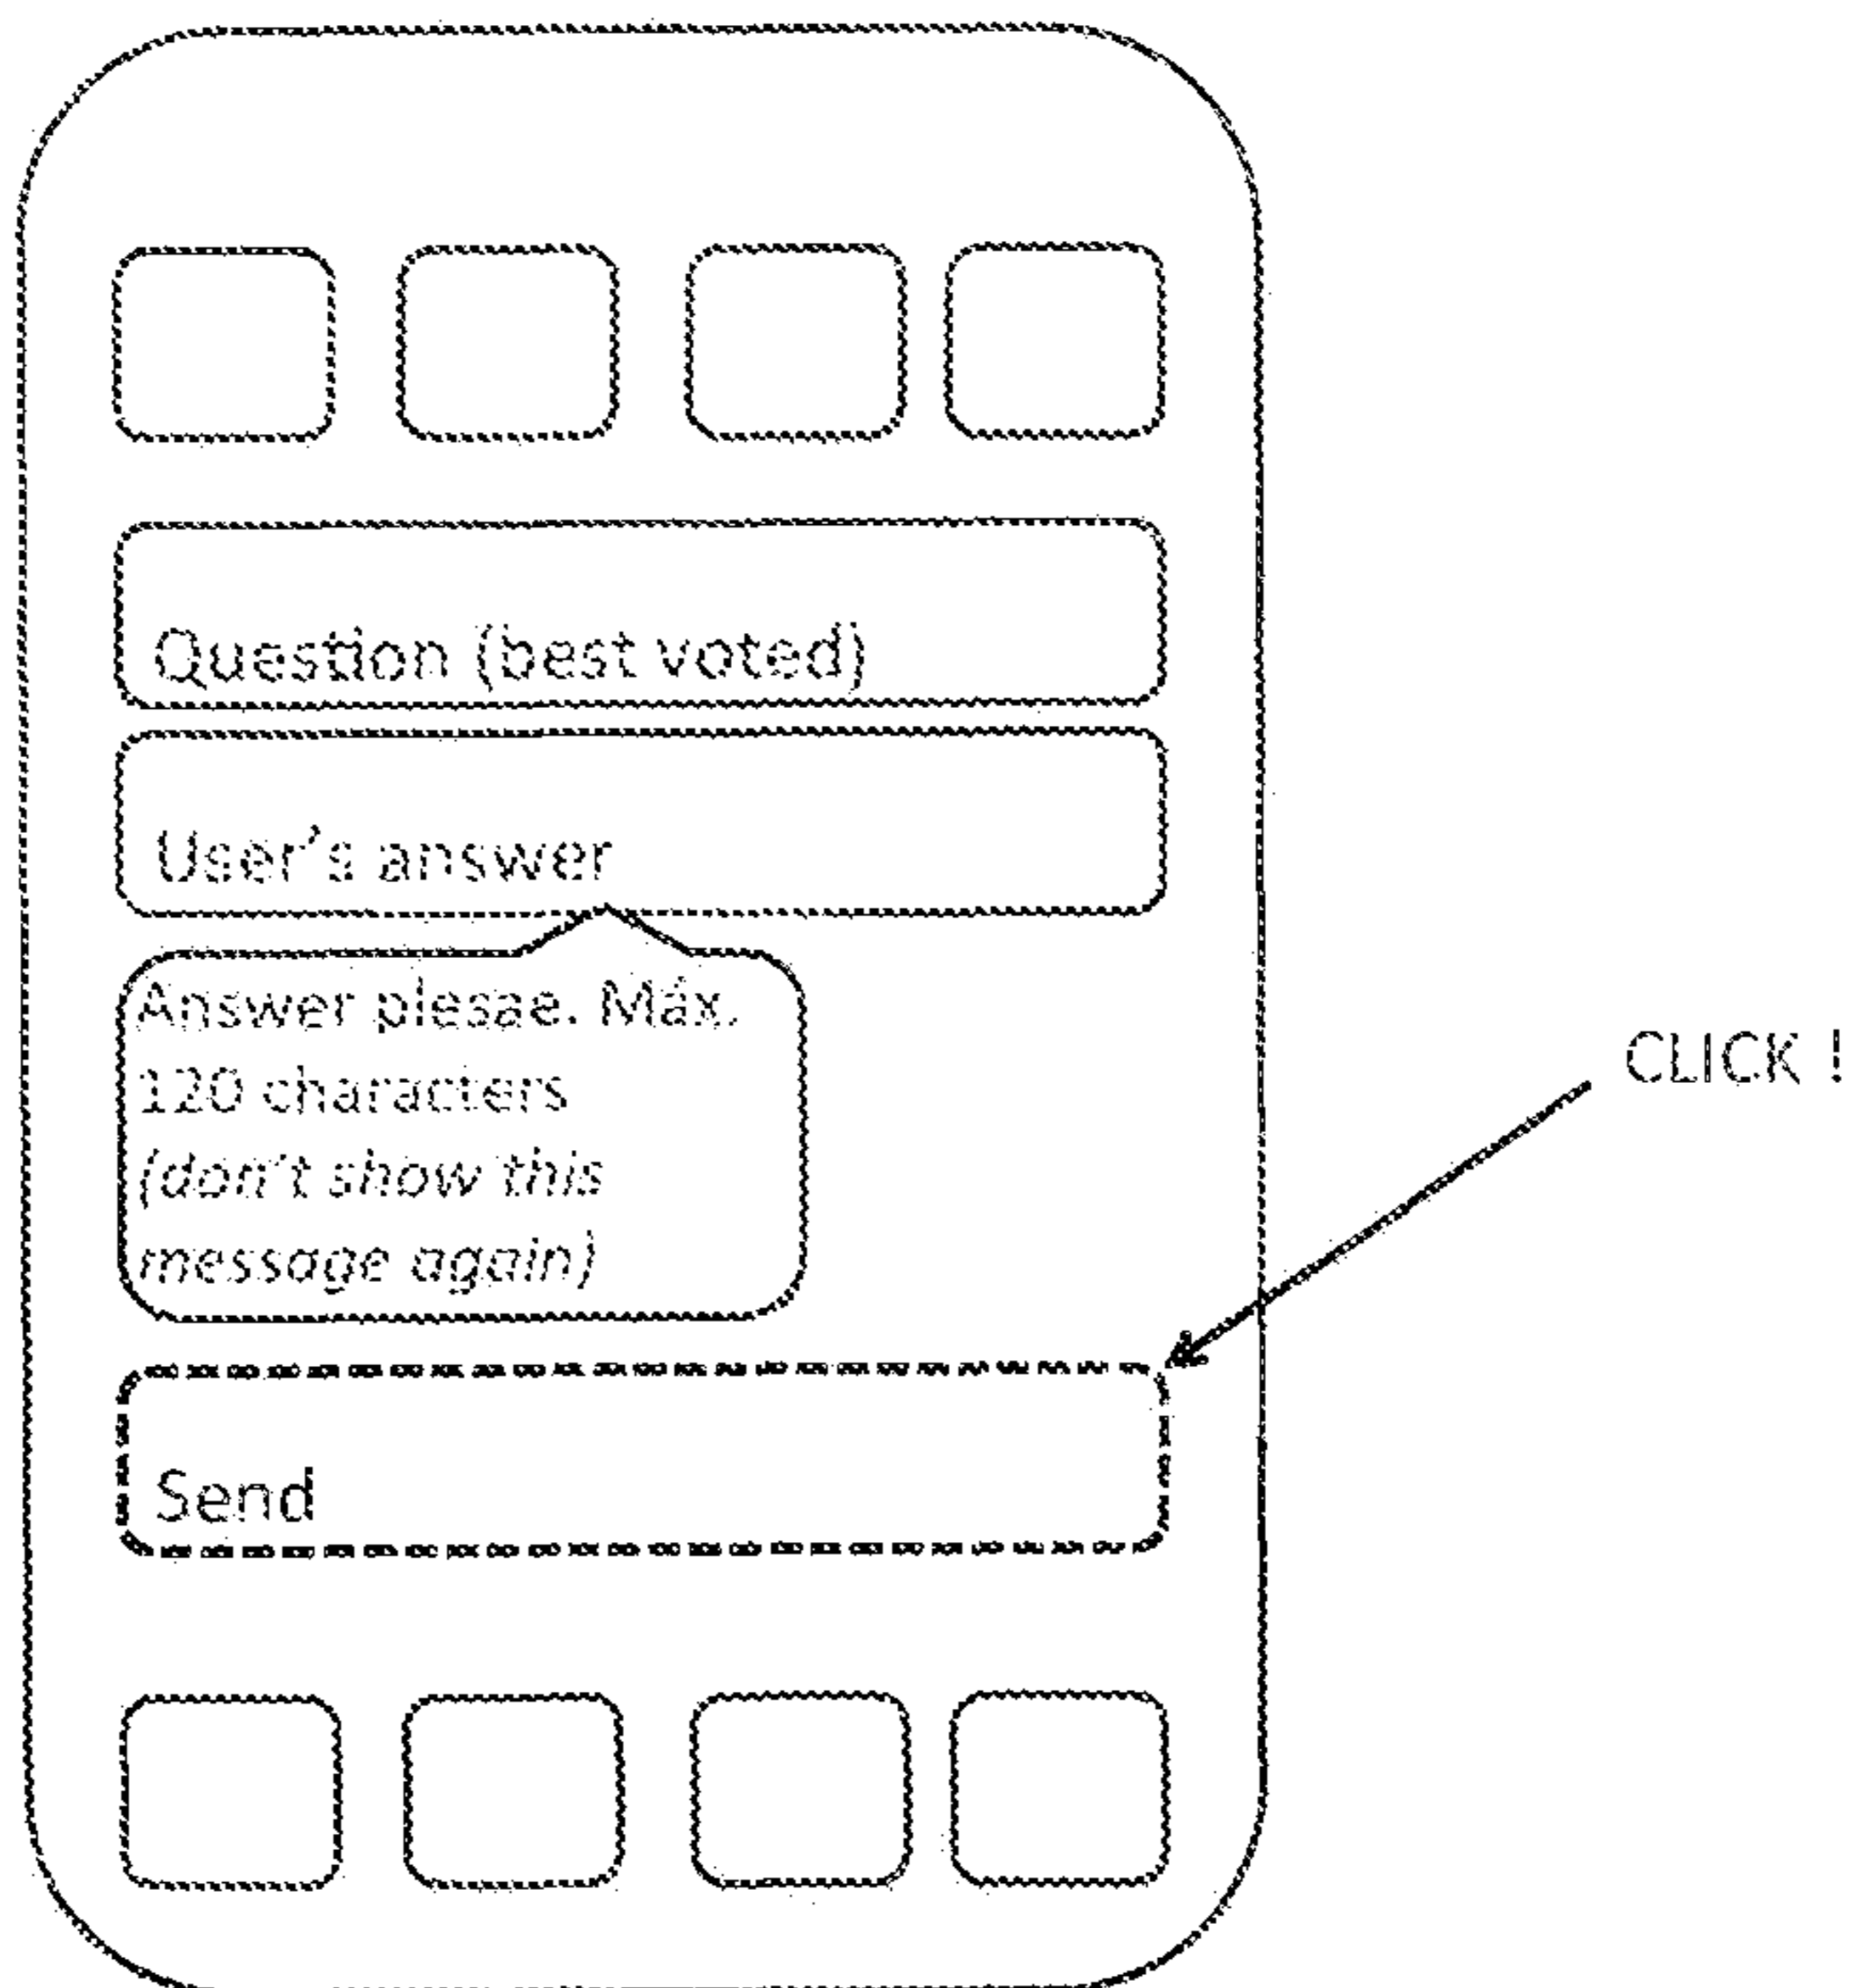 Question (best voted)
User's answer
Answer plesae. Máx.
120 characters
(don't show this
message again)
CLICK !
Send